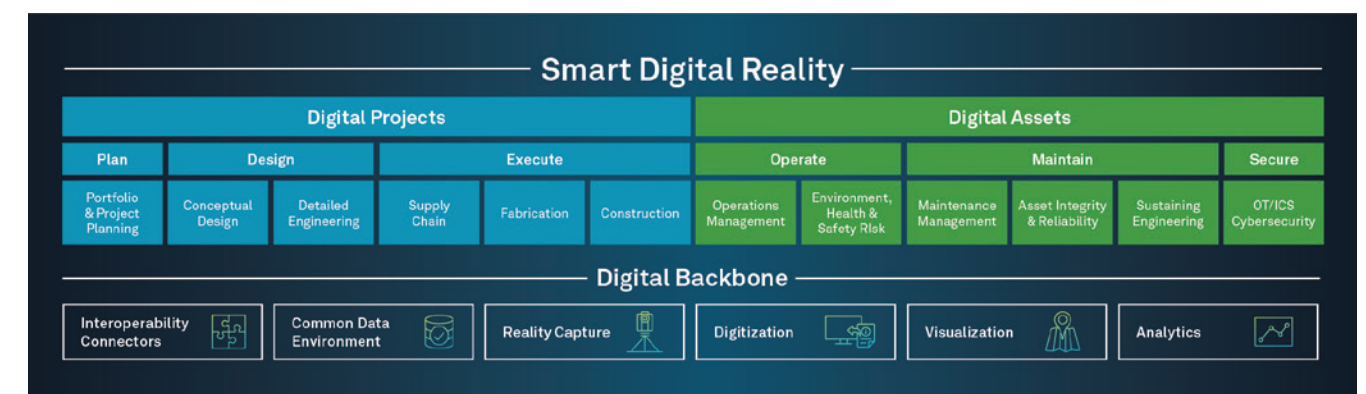 Smart Digital Reality
Digital Projects
Digital Assets
Plan
Design
Execute
Operate
Maintain
Secure
Portfolio
& Project
Planning
Conceptual
Design
Detailed
Engineering
Supply
Chain
Fabrication
Construction
Operations
Management
Environment,
Health &
Safety RIsk
Maintenance
Management
Asset Integrity
& Reliability
Sustaining
Engineering
OT/ICS
Cybersecurity
Digital Backbone
Interoperability
Connectors
Common Data
Environment
Reality Capture
Digitization
Visualization
Analytics